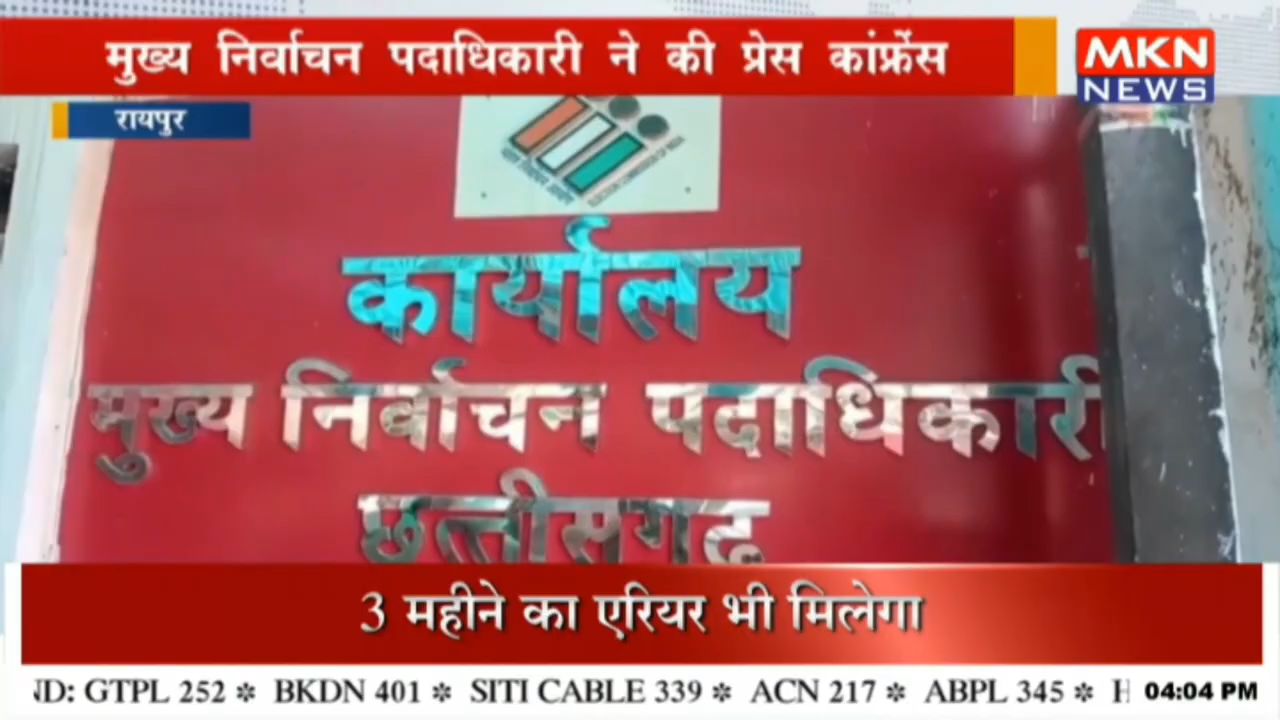 मुख्य निर्वाचन पदाधिकारी ने की प्रेस कांफ्रेंस
MKN
NEWS
रायपुर
कार्यालय
मुख्य निर्वाचन पदाधिकारी
छत्तीसगढ़
3 महीने का एरियर भी मिलेगा
ND: GTPL 252 ✲ BKDN 401 ✲ SITI CABLE 339 ✲ ACN 217 ✲ ABPL 345 ✲
04:04 PM